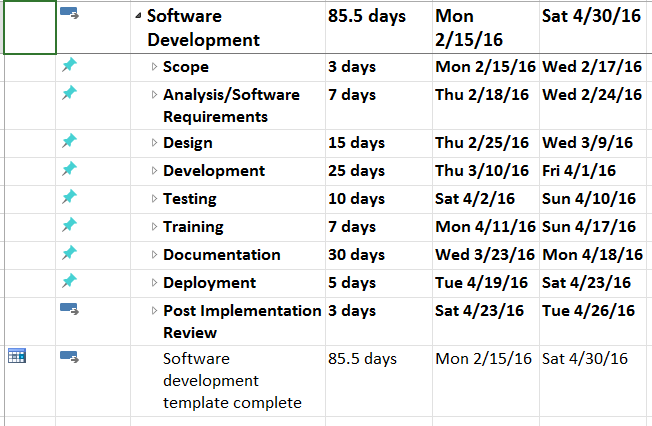 Software Development 85.5 days Mon 2/15/16 Sat 4/30/16
Scope 3 days Mon 2/15/16 Wed 2/17/16
Analysis/Software Requirements 7 days Thu 2/18/16 Wed 2/24/16
Design 15 days Thu 2/25/16 Wed 3/9/16
Development 25 days Thu 3/10/16 Fri 4/1/16
Testing 10 days Sat 4/2/16 Sun 4/10/16
Training 7 days Mon 4/11/16 Sun 4/17/16
Documentation 30 days Wed 3/23/16 Mon 4/18/16
Deployment 5 days Tue 4/19/16 Sat 4/23/16
Post Implementation Review 3 days Sat 4/23/16 Tue 4/26/16
Software development template complete 85.5 days Mon 2/15/16 Sat 4/30/16